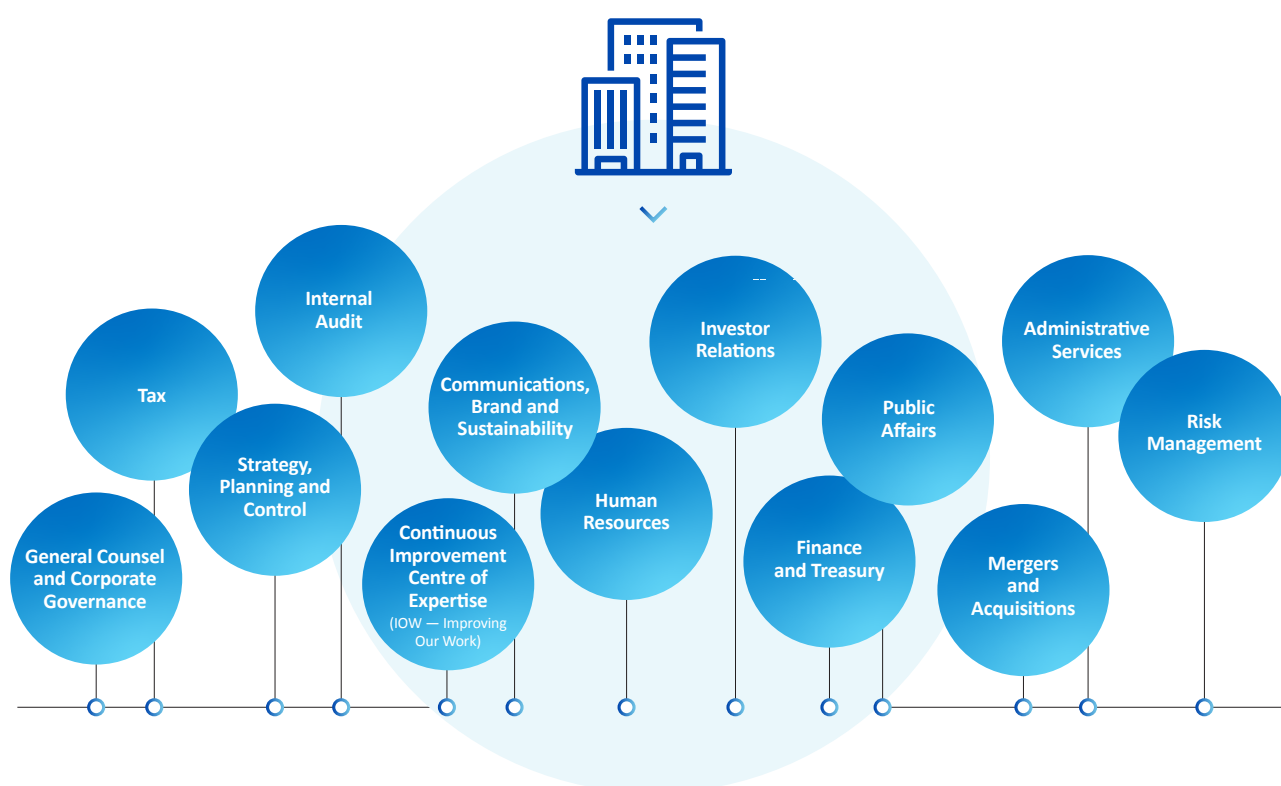 Internal
Audit
Investor
Relations
Administrative
Services
Tax
Communications,
Brand and
Sustainability
Public
Affairs
Risk
Management
Strategy,
Planning and
Control
Human
Resources
General Counsel
and Corporate
Governance
Continuous
Improvement
Centre of
Expertise
(IOW — Improving
Our Work)
Finance
and Treasury
Mergers
and
Acquisitions